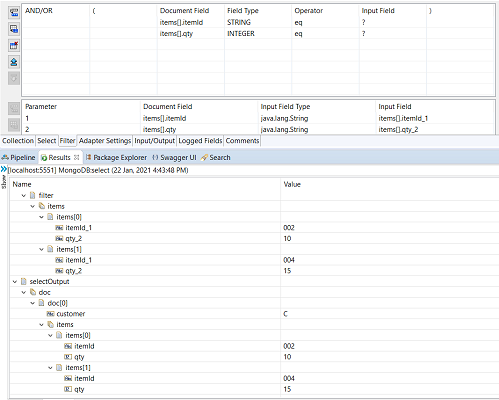 AND/OR ( Document Field Field Type Operator Input Field )
items[].itemId STRING eq ?
items[].qty INTEGER eq ?
Parameter Document Field Input Field Type Input Field
1 items[].itemId java.lang.String items[].itemId_1
2 items[].qty java.lang.String items[].qty_2
Collection Select Filter Adapter Settings Input/Output Logged Fields Comments
Pipeline Results Package Explorer Swagger UI Search
[localhost:5551] MongoDB:select (22 Jan, 2021 4:43:48 PM)
Show
Name Value
filter
items
items[0]
itemId_1 002
qty_2 10
items[1]
itemId_1 004
qty_2 15
selectOutput
doc
doc[0]
customer C
items
items[0]
itemId 002
qty 10
items[1]
itemId 004
qty 15